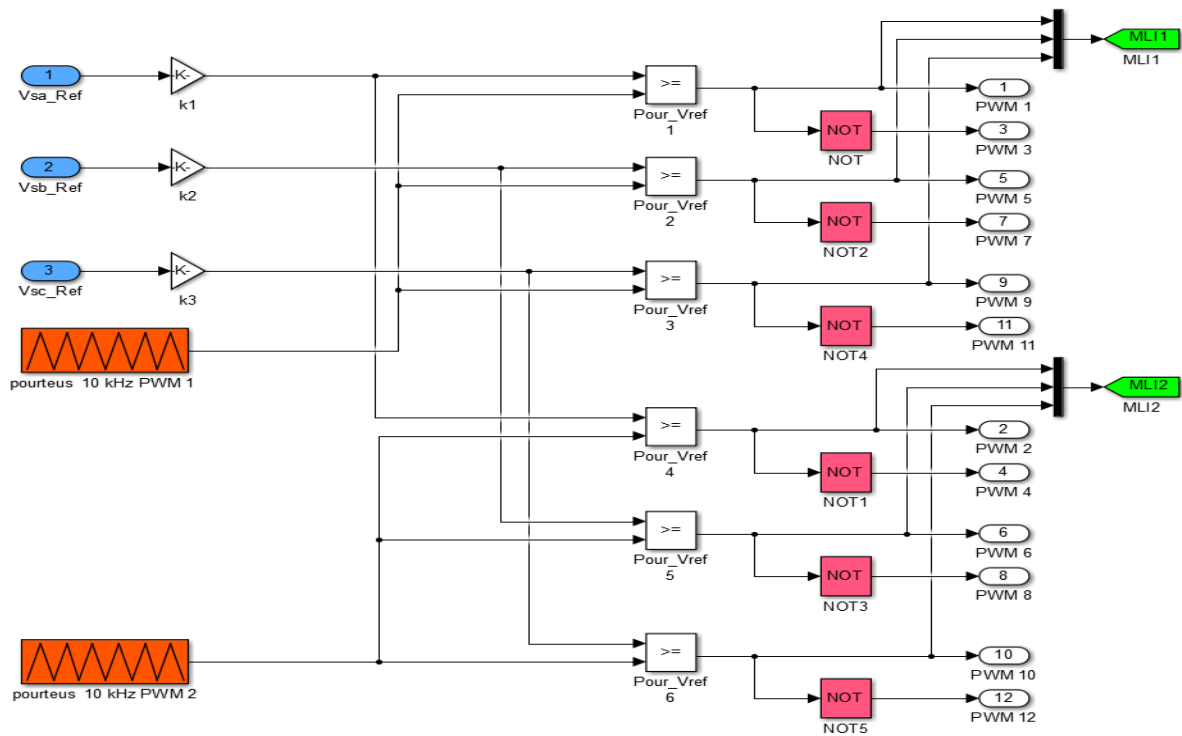 MLI1
MLI1
1
Vsa_Ref
-K-
k1
>=
Pour_Vref
1
1
PWM 1
NOT
NOT
3
PWM 3
2
Vsb_Ref
-K-
k2
>=
Pour_Vref
2
5
PWM 5
NOT
NOT2
7
PWM 7
3
Vsc_Ref
-K-
k3
>=
Pour_Vref
3
9
PWM 9
NOT
NOT4
11
PWM 11
pourteus 10 kHz PWM 1
MLI2
MLI2
>=
Pour_Vref
4
2
PWM 2
NOT
NOT1
4
PWM 4
>=
Pour_Vref
5
6
PWM 6
NOT
NOT3
8
PWM 8
pourteus 10 kHz PWM 2
>=
Pour_Vref
6
10
PWM 10
NOT
NOT5
12
PWM 12